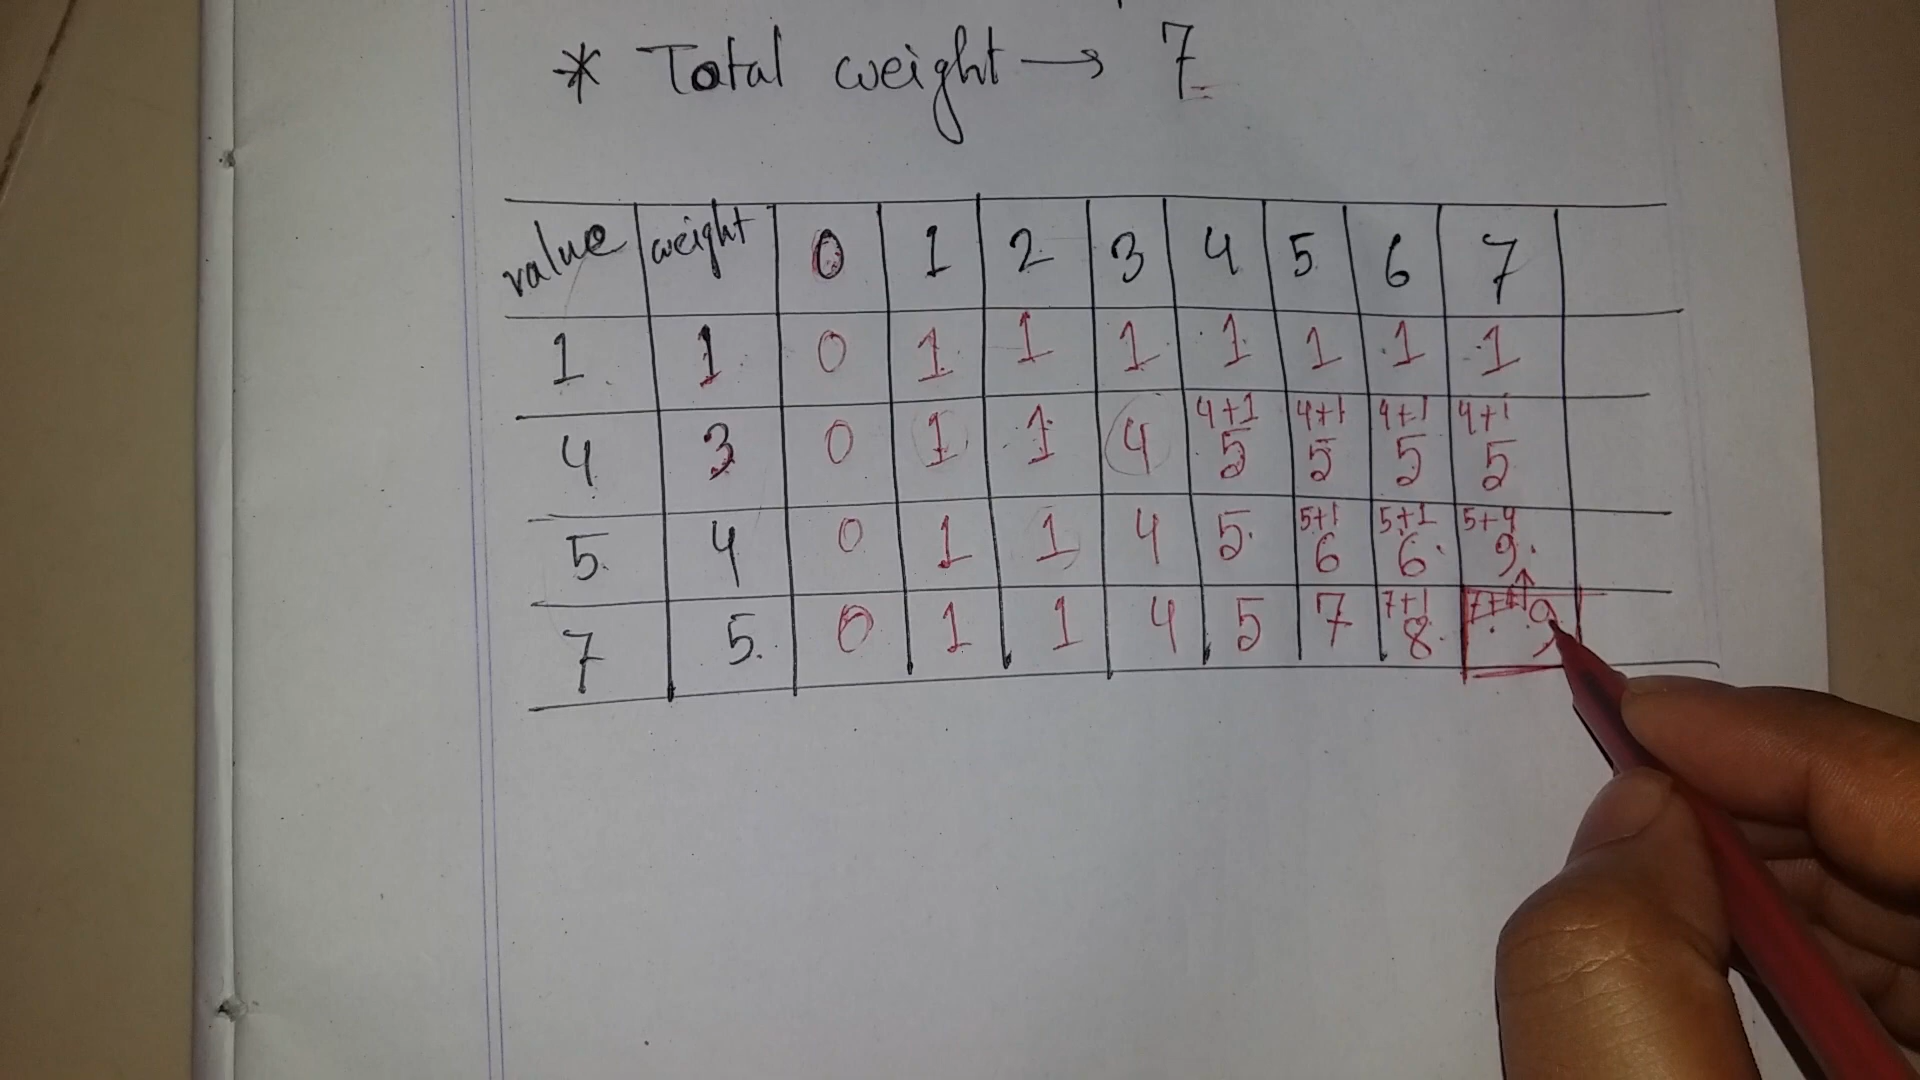 * Total weight → 7
value weight 0 1 2 3 4 5 6 7
1 1 0 1 1 1 1 1 1 1
4+1 4+1 4+1 4+1
4 3 0 1 1 4 5 5 5 5
5+1 5+1 5+4
5 4 0 1 1 4 5 6 6 9
7+1
7 5 0 1 1 4 5 7 8 9